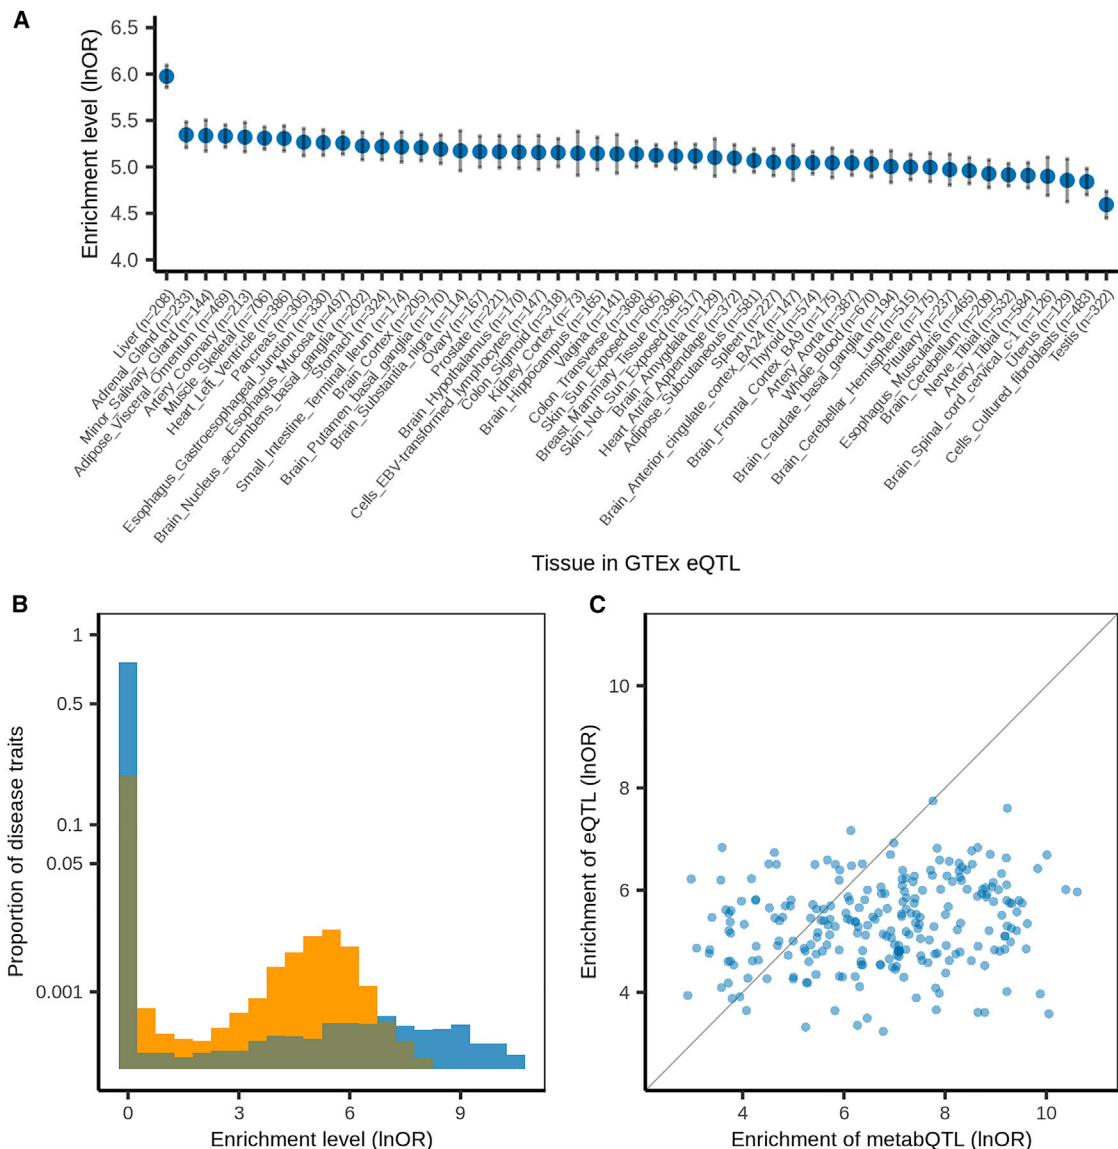 A
Enrichment level (lnOR)
6.5
6.0
5.5
5.0
4.5
4.0
Liver (n=208)
Adrenal_Gland (n=233)
Minor_Salivary_Gland (n=144)
Adipose_Visceral_Omentum (n=469)
Artery_Coronary (n=213)
Muscle_Skeletal (n=706)
Heart_Left_Ventricle (n=386)
Pancreas (n=305)
Esophagus_Gastroesophageal_Junction (n=330)
Esophagus_Mucosa (n=497)
Brain_Nucleus_accumbens_basal_ganglia (n=202)
Stomach (n=324)
Small_Intestine_Terminal_Ileum (n=174)
Brain_Cortex (n=205)
Brain_Putamen_basal_ganglia (n=170)
Brain_Substantia_nigra (n=114)
Ovary (n=167)
Prostate (n=221)
Brain_Hypothalamus (n=170)
Cells_EBV-transformed_lymphocytes (n=147)
Colon_Sigmoid (n=318)
Kidney_Cortex (n=73)
Brain_Hippocampus (n=165)
Vagina (n=141)
Colon_Transverse (n=368)
Skin_Sun_Exposed (n=605)
Breast_Mammary_Tissue (n=396)
Skin_Not_Sun_Exposed (n=517)
Brain_Amygdala (n=129)
Heart_Atrial_Appendage (n=372)
Adipose_Subcutaneous (n=581)
Spleen (n=227)
Brain_Anterior_cingulate_cortex_BA24 (n=147)
Thyroid (n=574)
Brain_Frontal_Cortex_BA9 (n=175)
Artery_Aorta (n=387)
Whole_Blood (n=670)
Brain_Caudate_basal_ganglia (n=194)
Lung (n=515)
Brain_Cerebellar_Hemisphere (n=175)
Pituitary (n=237)
Esophagus_Muscularis (n=465)
Brain_Cerebellum (n=209)
Nerve_Tibial (n=532)
Artery_Tibial (n=584)
Brain_Spinal_cord_cervical_c-1 (n=126)
Uterus (n=129)
Cells_Cultured_fibroblasts (n=483)
Testis (n=322)
Tissue in GTEx eQTL
B
Proportion of disease traits
1
0.5
0.1
0.05
0.001
0
3
6
9
Enrichment level (lnOR)
C
Enrichment of eQTL (lnOR)
10
8
6
4
4
6
8
10
Enrichment of metabQTL (lnOR)